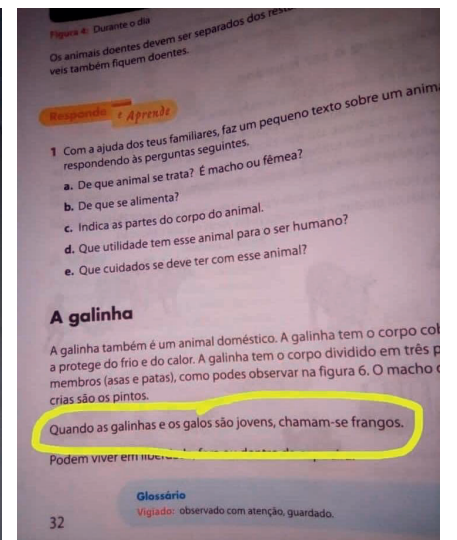 Figura 4: Durante o dia
Os animais doentes devem ser separados dos
veis também fiquem doentes.
Responde e Aprende
1 Com a ajuda dos teus familiares, faz um pequeno texto sobre um
respondendo às perguntas seguintes.
a. De que animal se trata? É macho ou fêmea?
b. De que se alimenta?
c. Indica as partes do corpo do animal.
d. Que utilidade tem esse animal para o ser humano?
e. Que cuidados se deve ter com esse animal?
A galinha
A galinha também é um animal doméstico. A galinha tem o corpo
a protege do frio e do calor. A galinha tem o corpo dividido em três
membros (asas e patas), como podes observar na figura 6. O macho
crias são os pintos.
Quando as galinhas e os galos são jovens, chamam-se frangos.
Podem viver em
Glossário
Vigiado: observado com atenção, guardado.
32